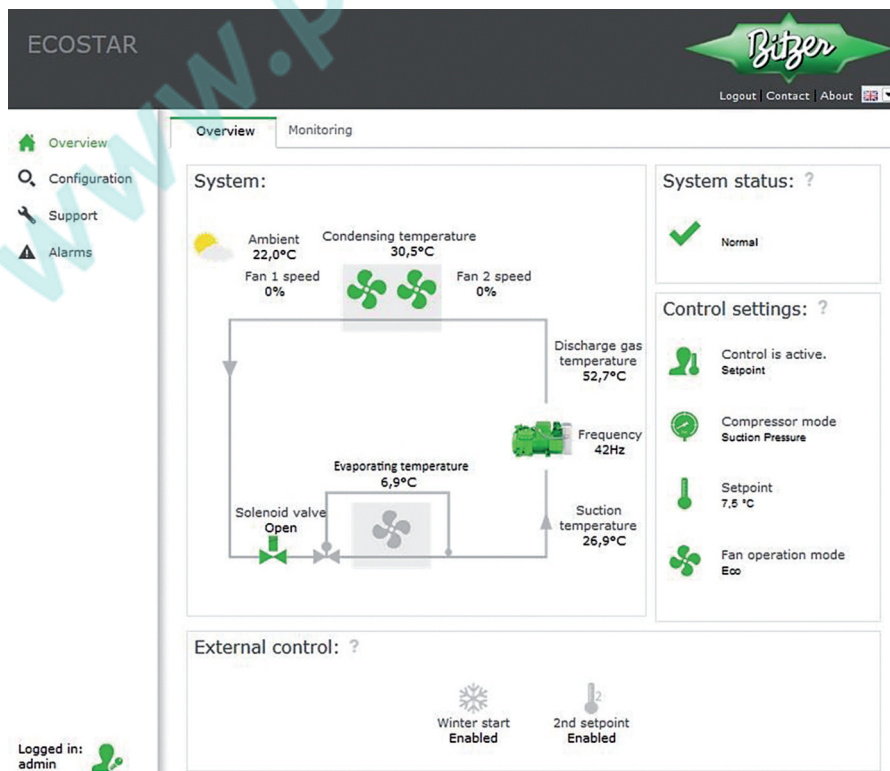 ECOSTAR
Bitzer
Logout | Contact | About
Overview
Configuration
Support
Alarms
Overview
Monitoring
System:
Ambient
22,0°C
Condensing temperature
30,5°C
Fan 1 speed
0%
Fan 2 speed
0%
Discharge gas
temperature
52,7°C
Frequency
42Hz
Evaporating temperature
6,9°C
Solenoid valve
Open
Suction
temperature
26,9°C
System status: ?
Normal
Control settings: ?
Control is active.
Setpoint
Compressor mode
Suction Pressure
Setpoint
7,5 °C
Fan operation mode
Eco
External control: ?
Winter start
Enabled
2
2nd setpoint
Enabled
Logged in:
admin
www.p